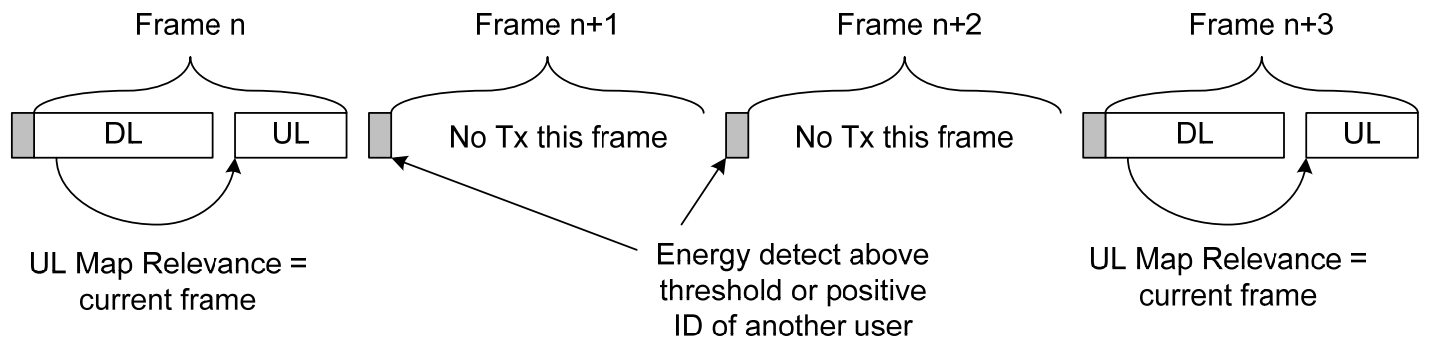 Frame n
Frame n+1
Frame n+2
Frame n+3
DL
UL
No Tx this frame
No Tx this frame
DL
UL
UL Map Relevance =
current frame
Energy detect above
threshold or positive
ID of another user
UL Map Relevance =
current frame